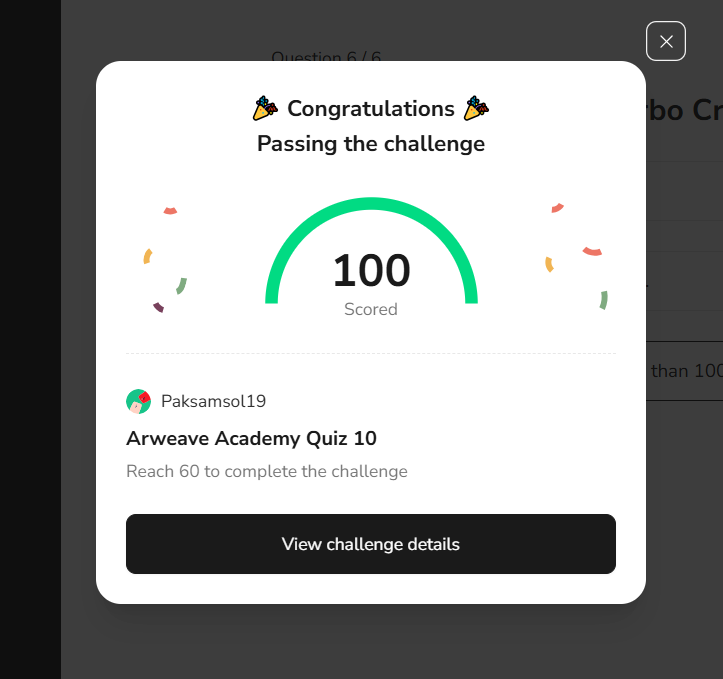 Question 6 / 6
rbo Cr
Congratulations
Passing the challenge
100
Scored
than 100
Paksamsol19
Arweave Academy Quiz 10
Reach 60 to complete the challenge
View challenge details